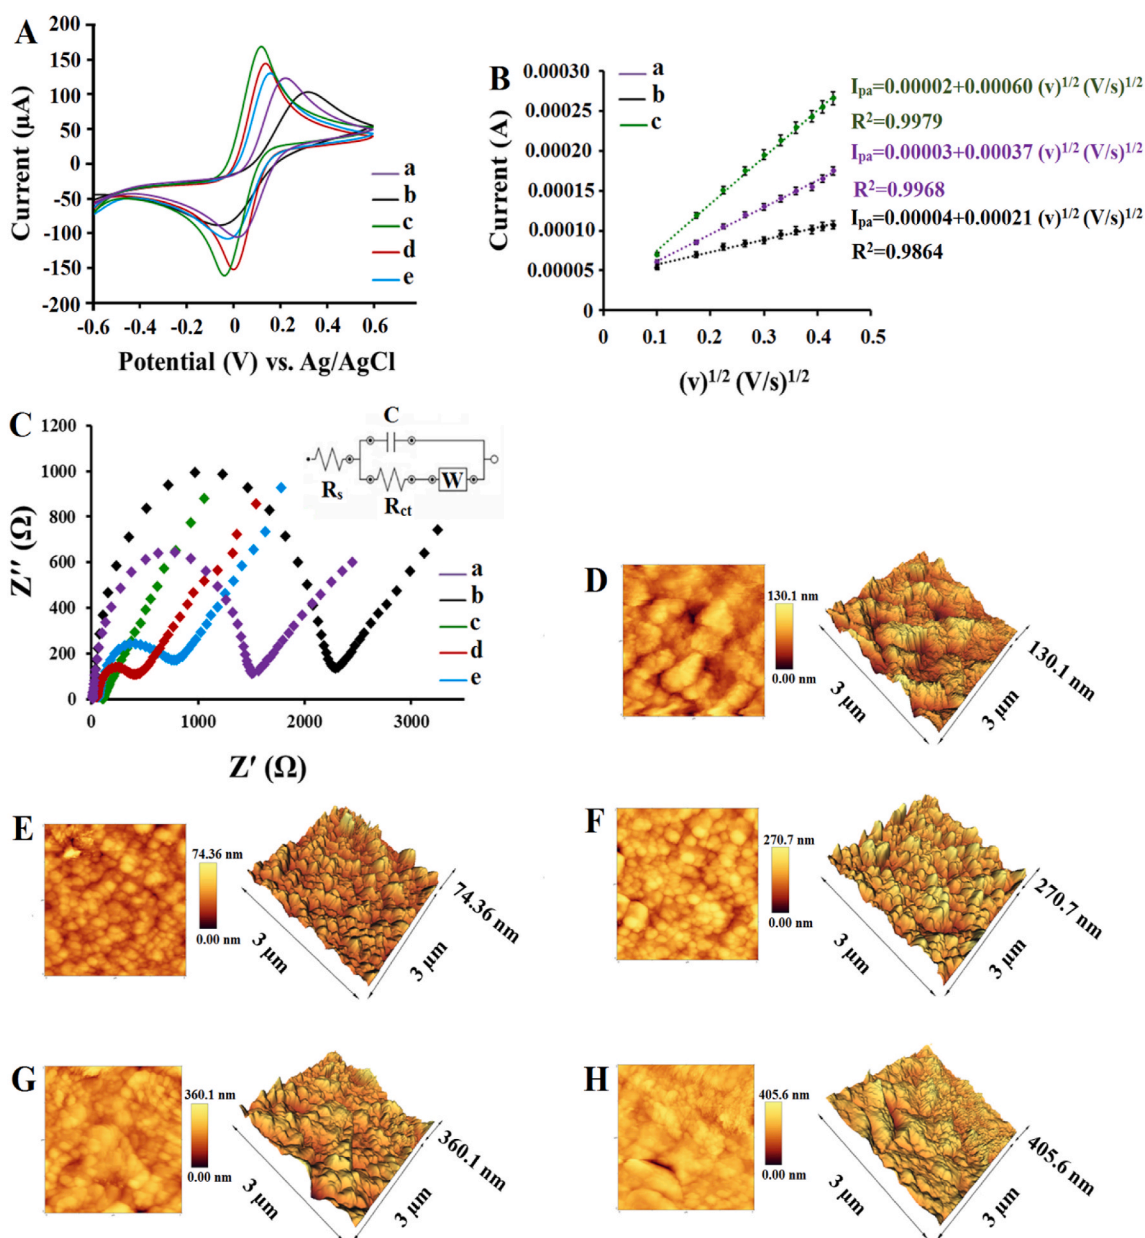 A
Current (µA)
200
150
100
50
0
-50
-100
-150
-200
-0.6
-0.4
-0.2
0
0.2
0.4
0.6
Potential (V) vs. Ag/AgCl
a
b
c
d
e
B
Current (A)
0.00030
0.00025
0.00020
0.00015
0.00010
0.00005
0
0
0.1
0.2
0.3
0.4
0.5
(v)1/2 (V/s)1/2
a
b
c
Ipa=0.00002+0.00060 (v)1/2 (V/s)1/2
R2=0.9979
Ipa=0.00003+0.00037 (v)1/2 (V/s)1/2
R2=0.9968
Ipa=0.00004+0.00021 (v)1/2 (V/s)1/2
R2=0.9864
C
Z″ (Ω)
1200
1000
800
600
400
200
0
0
1000
2000
3000
Z′ (Ω)
C
Rs
Rct
W
a
b
c
d
e
D
130.1 nm
0.00 nm
3 µm
3 µm
130.1 nm
E
74.36 nm
0.00 nm
3 µm
3 µm
74.36 nm
F
270.7 nm
0.00 nm
3 µm
3 µm
270.7 nm
G
360.1 nm
0.00 nm
3 µm
3 µm
360.1 nm
H
405.6 nm
0.00 nm
3 µm
3 µm
405.6 nm